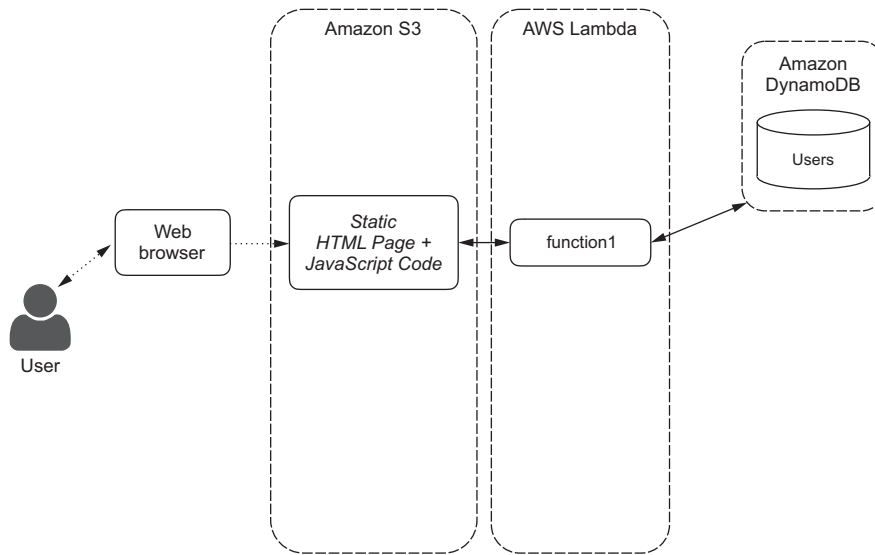 Amazon S3
AWS Lambda
Amazon
DynamoDB
Users
Web
browser
Static
HTML Page +
JavaScript Code
function1
User